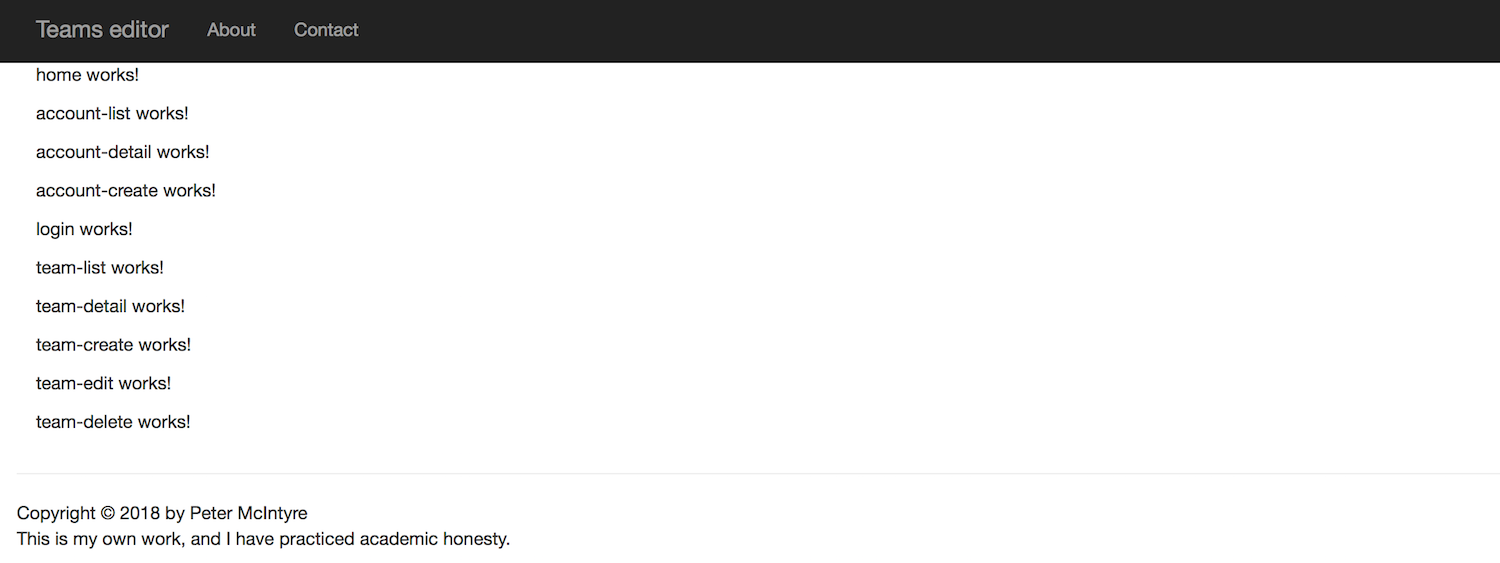 Teams editor About Contact
home works!
account-list works!
account-detail works!
account-create works!
login works!
team-list works!
team-detail works!
team-create works!
team-edit works!
team-delete works!
Copyright © 2018 by Peter McIntyre
This is my own work, and I have practiced academic honesty.